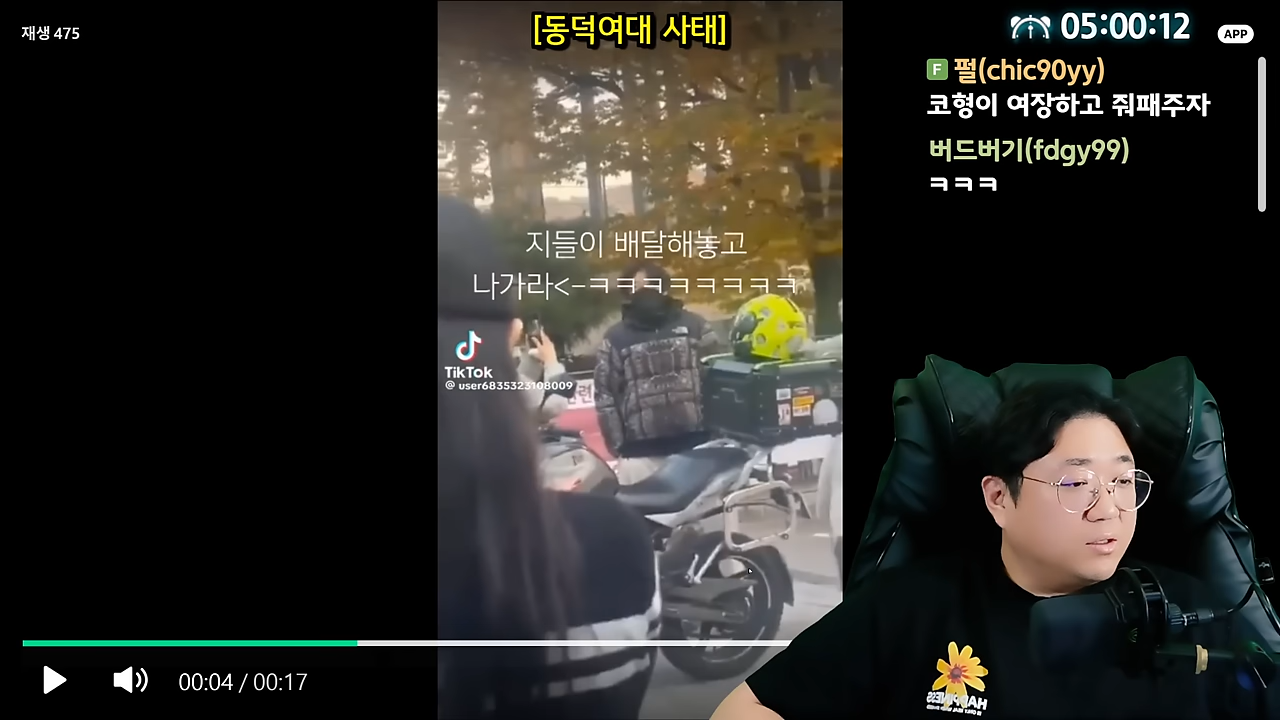 재생 475
[동덕여대 사태]
05:00:12
APP
F 펄(chic90yy)
코형이 여장하고 줘패주자
버드버기(fdgy99)
ㅋㅋㅋ
지들이 배달해놓고
나가라<-ㅋㅋㅋㅋㅋㅋㅋㅋ
TikTok
@ user6835323108009
HAPPINESS
00:04 / 00:17